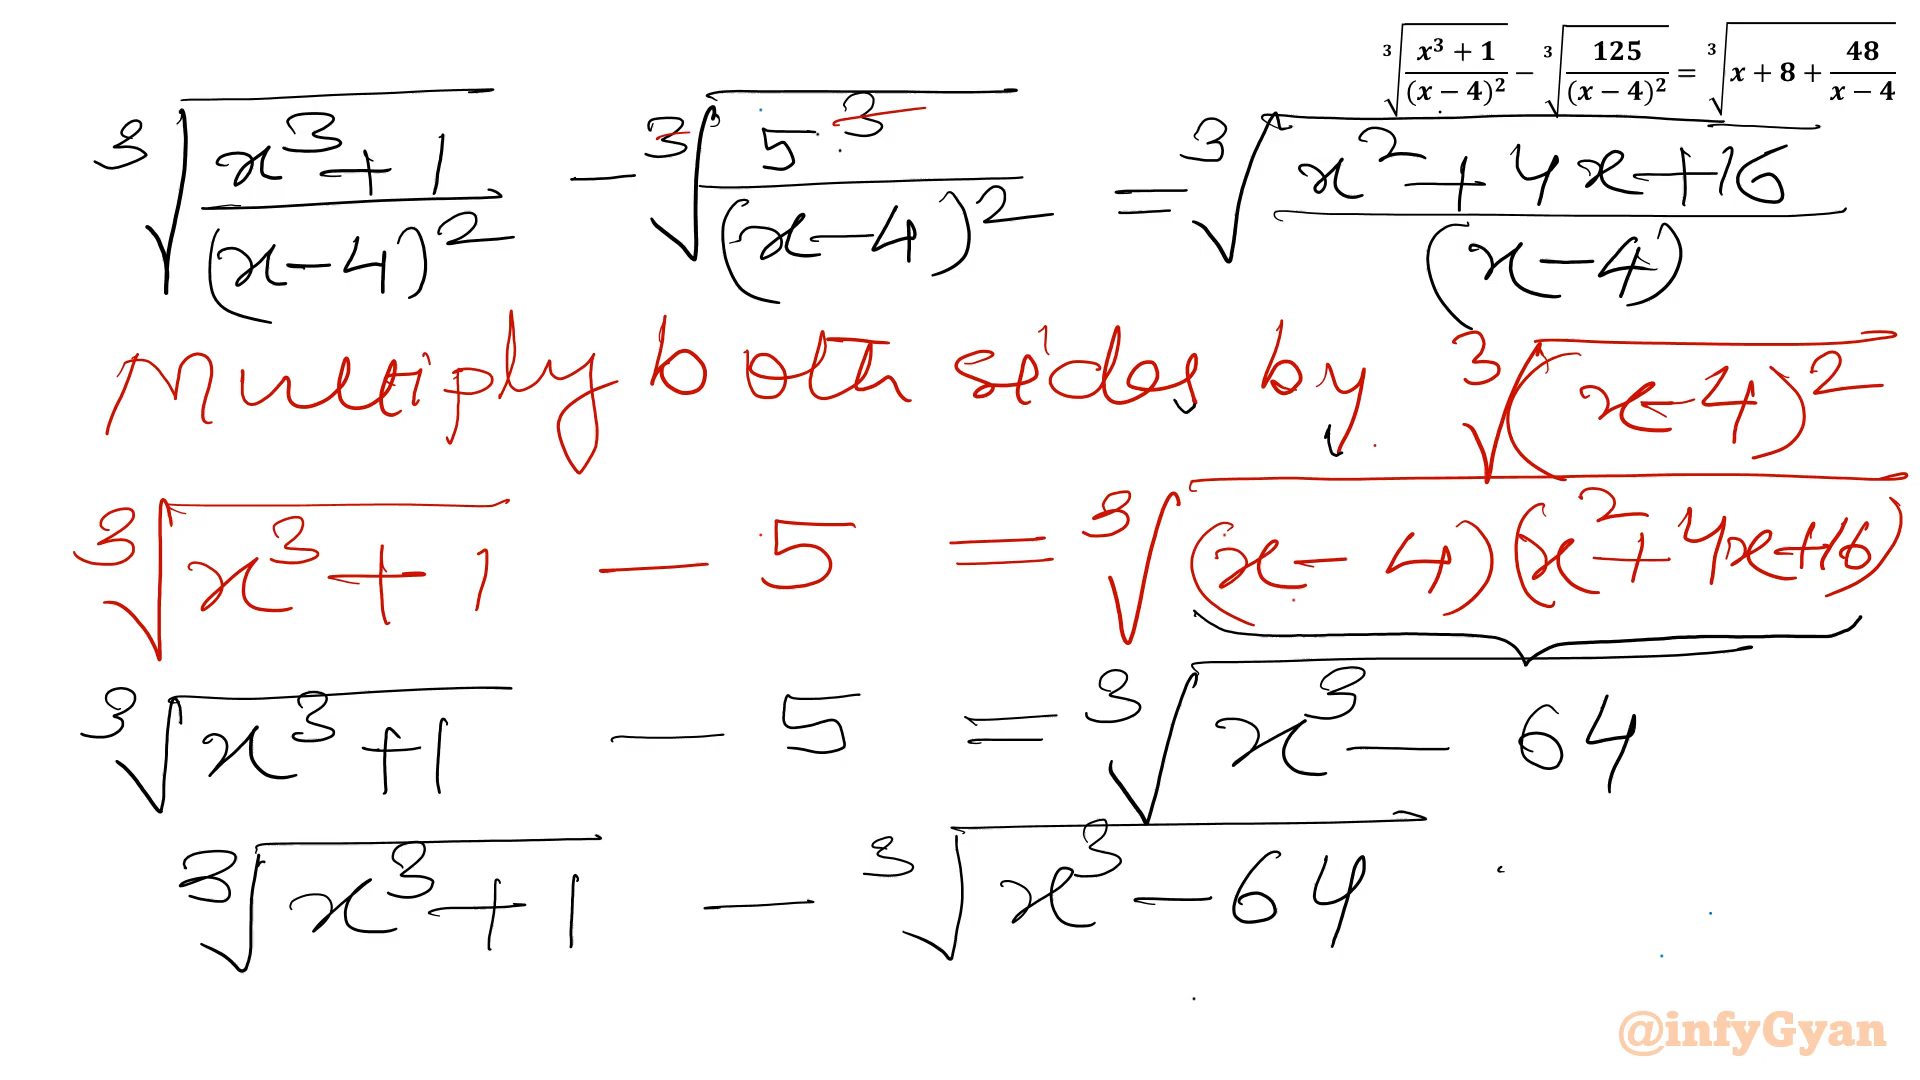 ∛((x³ + 1)/(x − 4)²) − ∛(125/(x − 4)²) = ∛(x + 8 + 48/(x − 4))
∛((x³ + 1)/(x − 4)²) − ∛(5³/(x − 4)²) = ∛((x² + 4x + 16)/(x − 4))
Multiply both sides by ∛((x − 4)²)
∛(x³ + 1) − 5 = ∛((x − 4)(x² + 4x + 16))
∛(x³ + 1) − 5 = ∛(x³ − 64)
∛(x³ + 1) − ∛(x³ − 64)
@infyGyan